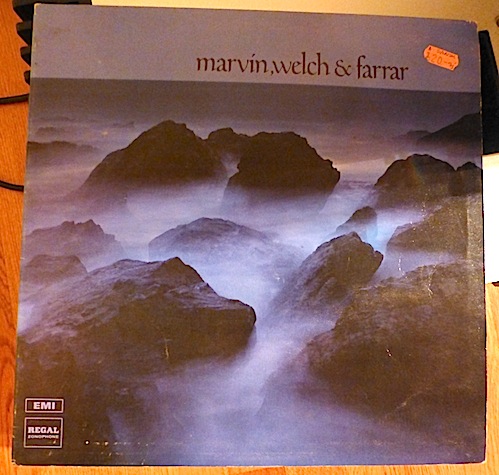 marvin, welch & farrar
EMI
REGAL
ZONOPHONE